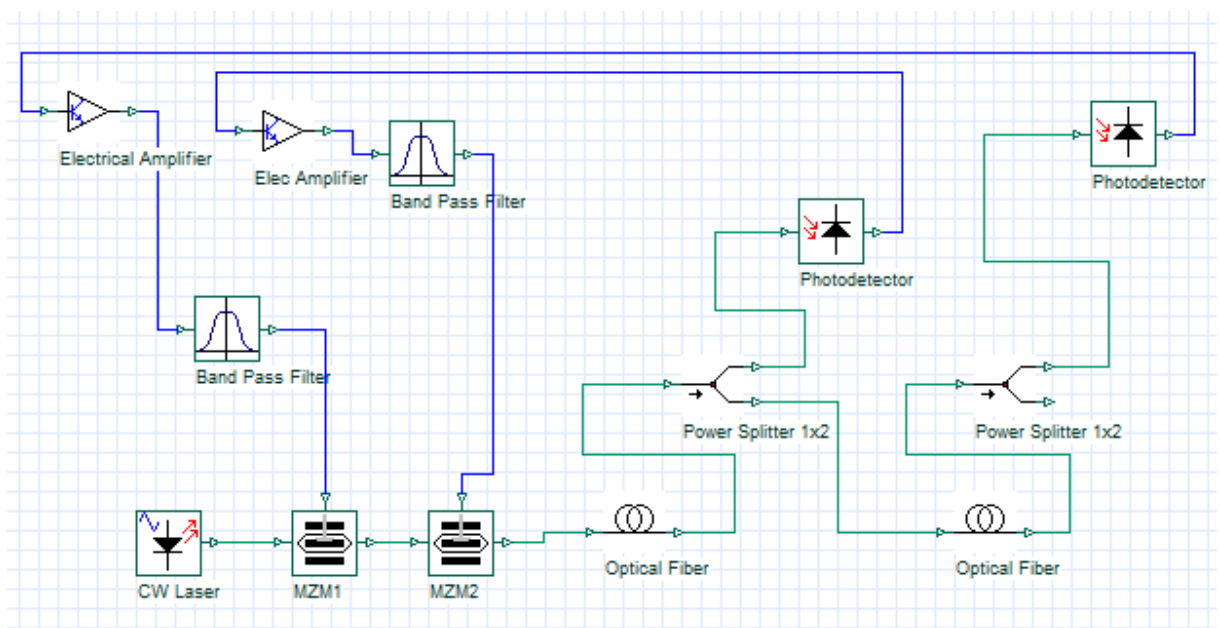 Electrical Amplifier
Elec Amplifier
Band Pass Filter
Photodetector
Photodetector
Band Pass Filter
Power Splitter 1x2
Power Splitter 1x2
CW Laser
MZM1
MZM2
Optical Fiber
Optical Fiber